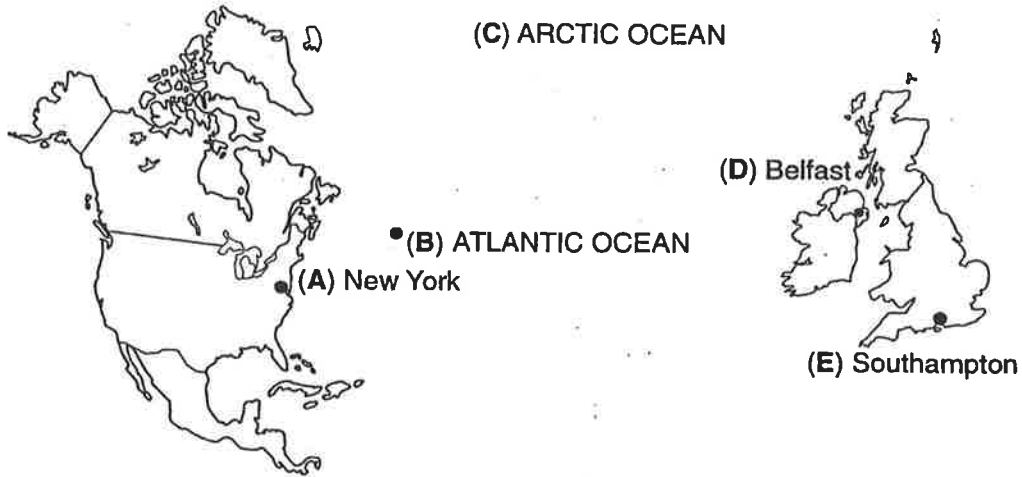 (C) ARCTIC OCEAN
(D) Belfast
(B) ATLANTIC OCEAN
(A) New York
(E) Southampton